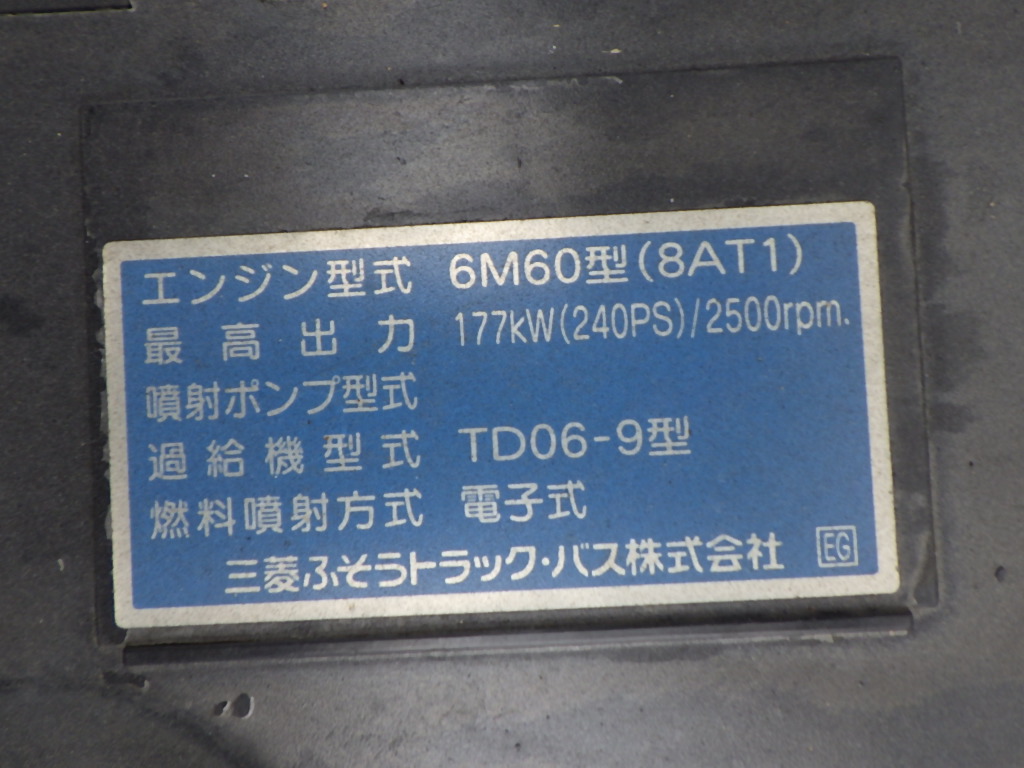 エンジン型式 6M60型(8AT1)
最高出力 177kW(240PS)/2500rpm.
噴射ポンプ型式
過給機型式 TD06-9型
燃料噴射方式 電子式
三菱ふそうトラック・バス株式会社 EG